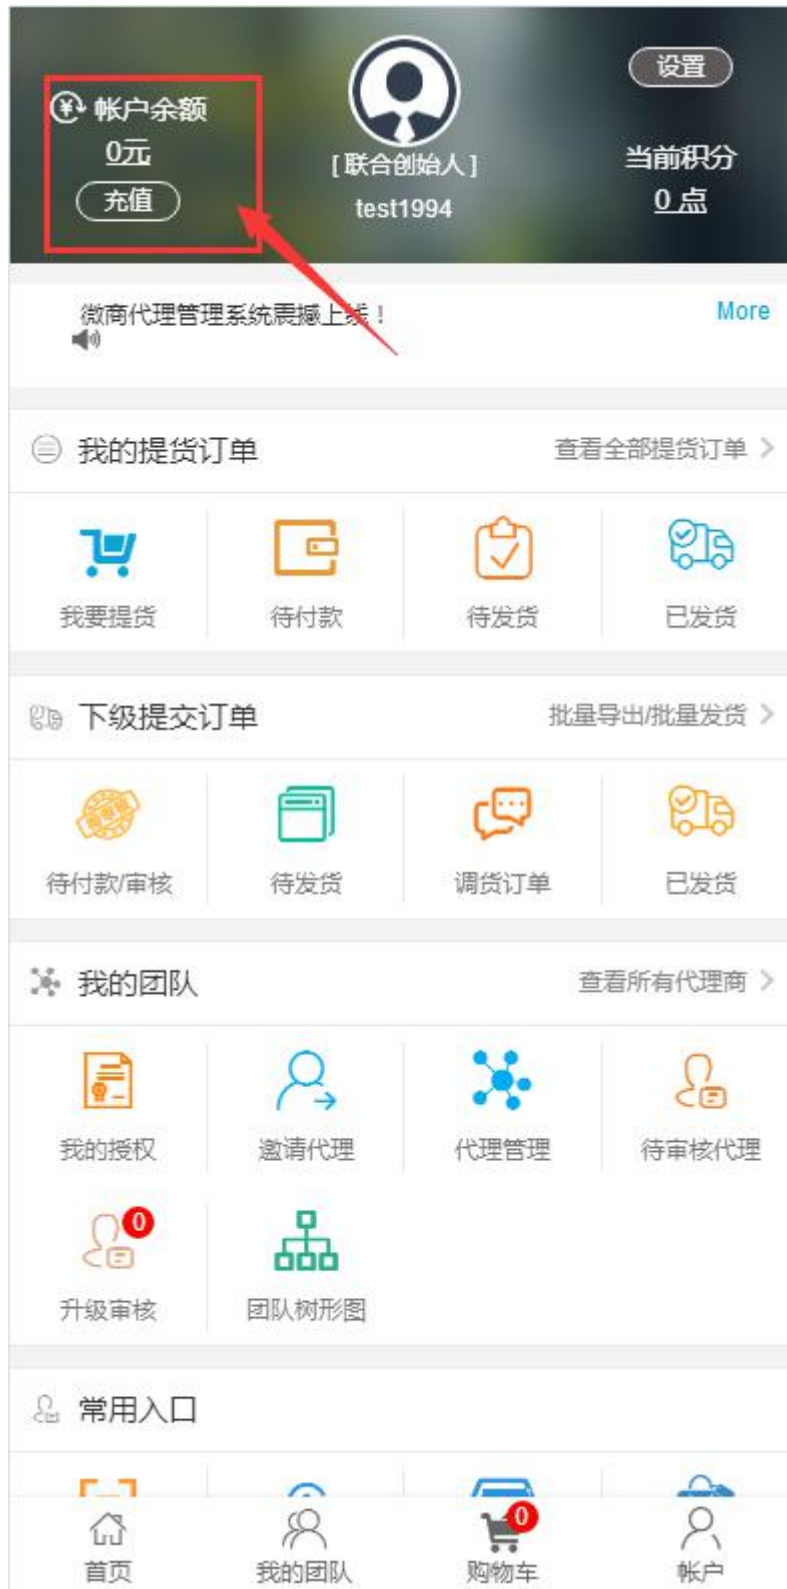 帐户余额
0元
充值
[ 联合创始人 ]
test1994
设置
当前积分
0 点
微商代理管理系统震撼上线！
More
我的提货订单
查看全部提货订单
我要提货
待付款
待发货
已发货
下级提交订单
批量导出/批量发货
待付款/审核
待发货
调货订单
已发货
我的团队
查看所有代理商
我的授权
邀请代理
代理管理
待审核代理
0
升级审核
团队树形图
常用入口
0
首页
我的团队
购物车
帐户